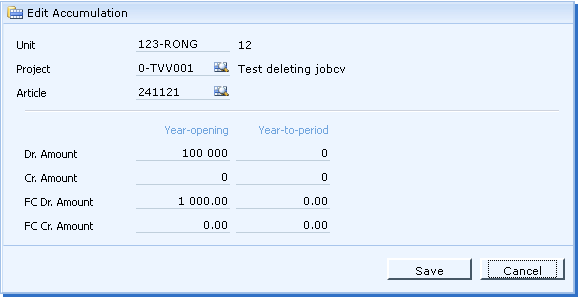 Edit Accumulation
Unit 123-RONG 12
Project 0-TVV001 Test deleting jobcv
Article 241121
Year-opening Year-to-period
Dr. Amount 100 000 0
Cr. Amount 0 0
FC Dr. Amount 1 000.00 0.00
FC Cr. Amount 0.00 0.00
Save Cancel